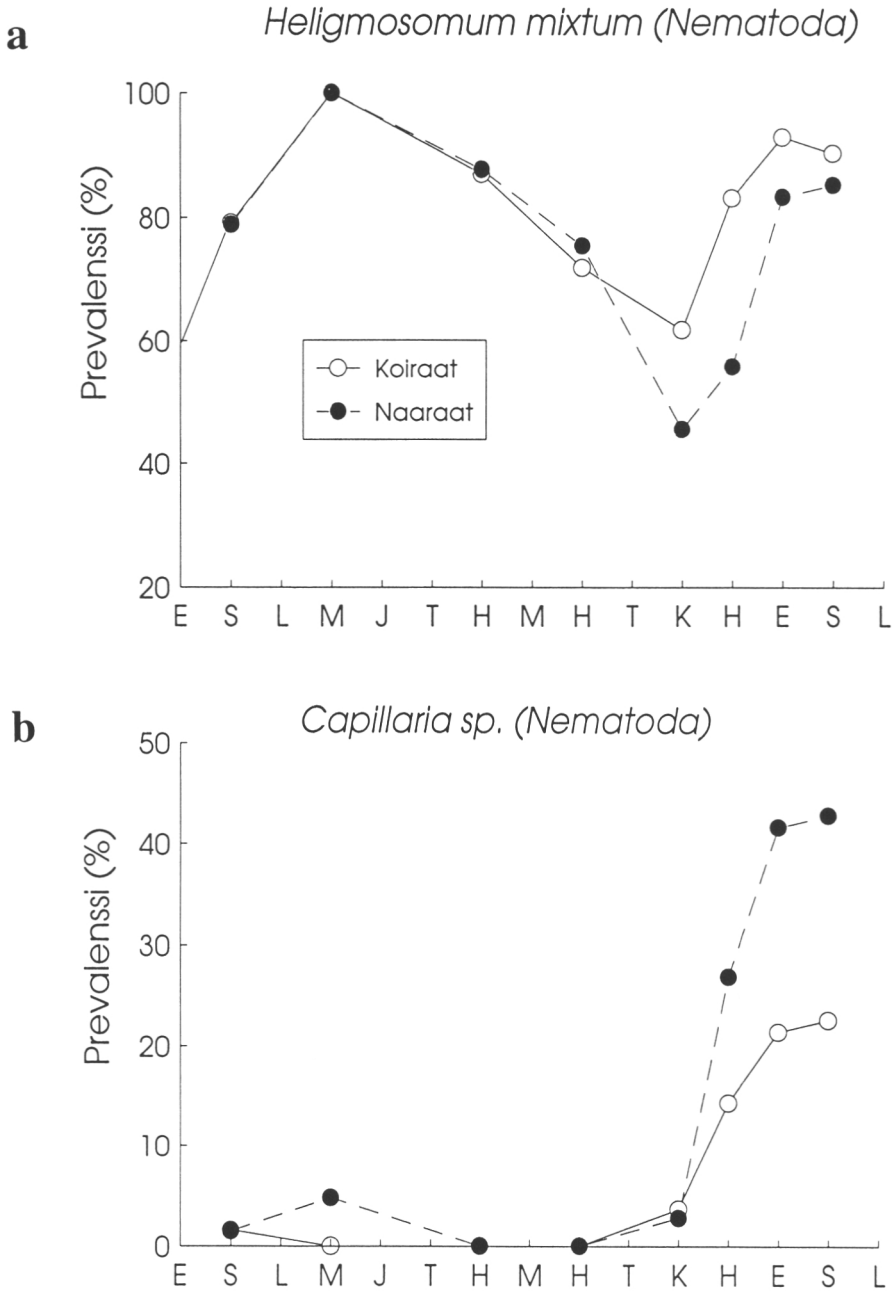 a
Heligmosomum mixtum (Nematoda)
Prevalenssi (%)
100
80
60
40
20
Koiraat
Naaraat
E S L M J T H M H T K H E S L
b
Capillaria sp. (Nematoda)
Prevalenssi (%)
50
40
30
20
10
0
E S L M J T H M H T K H E S L